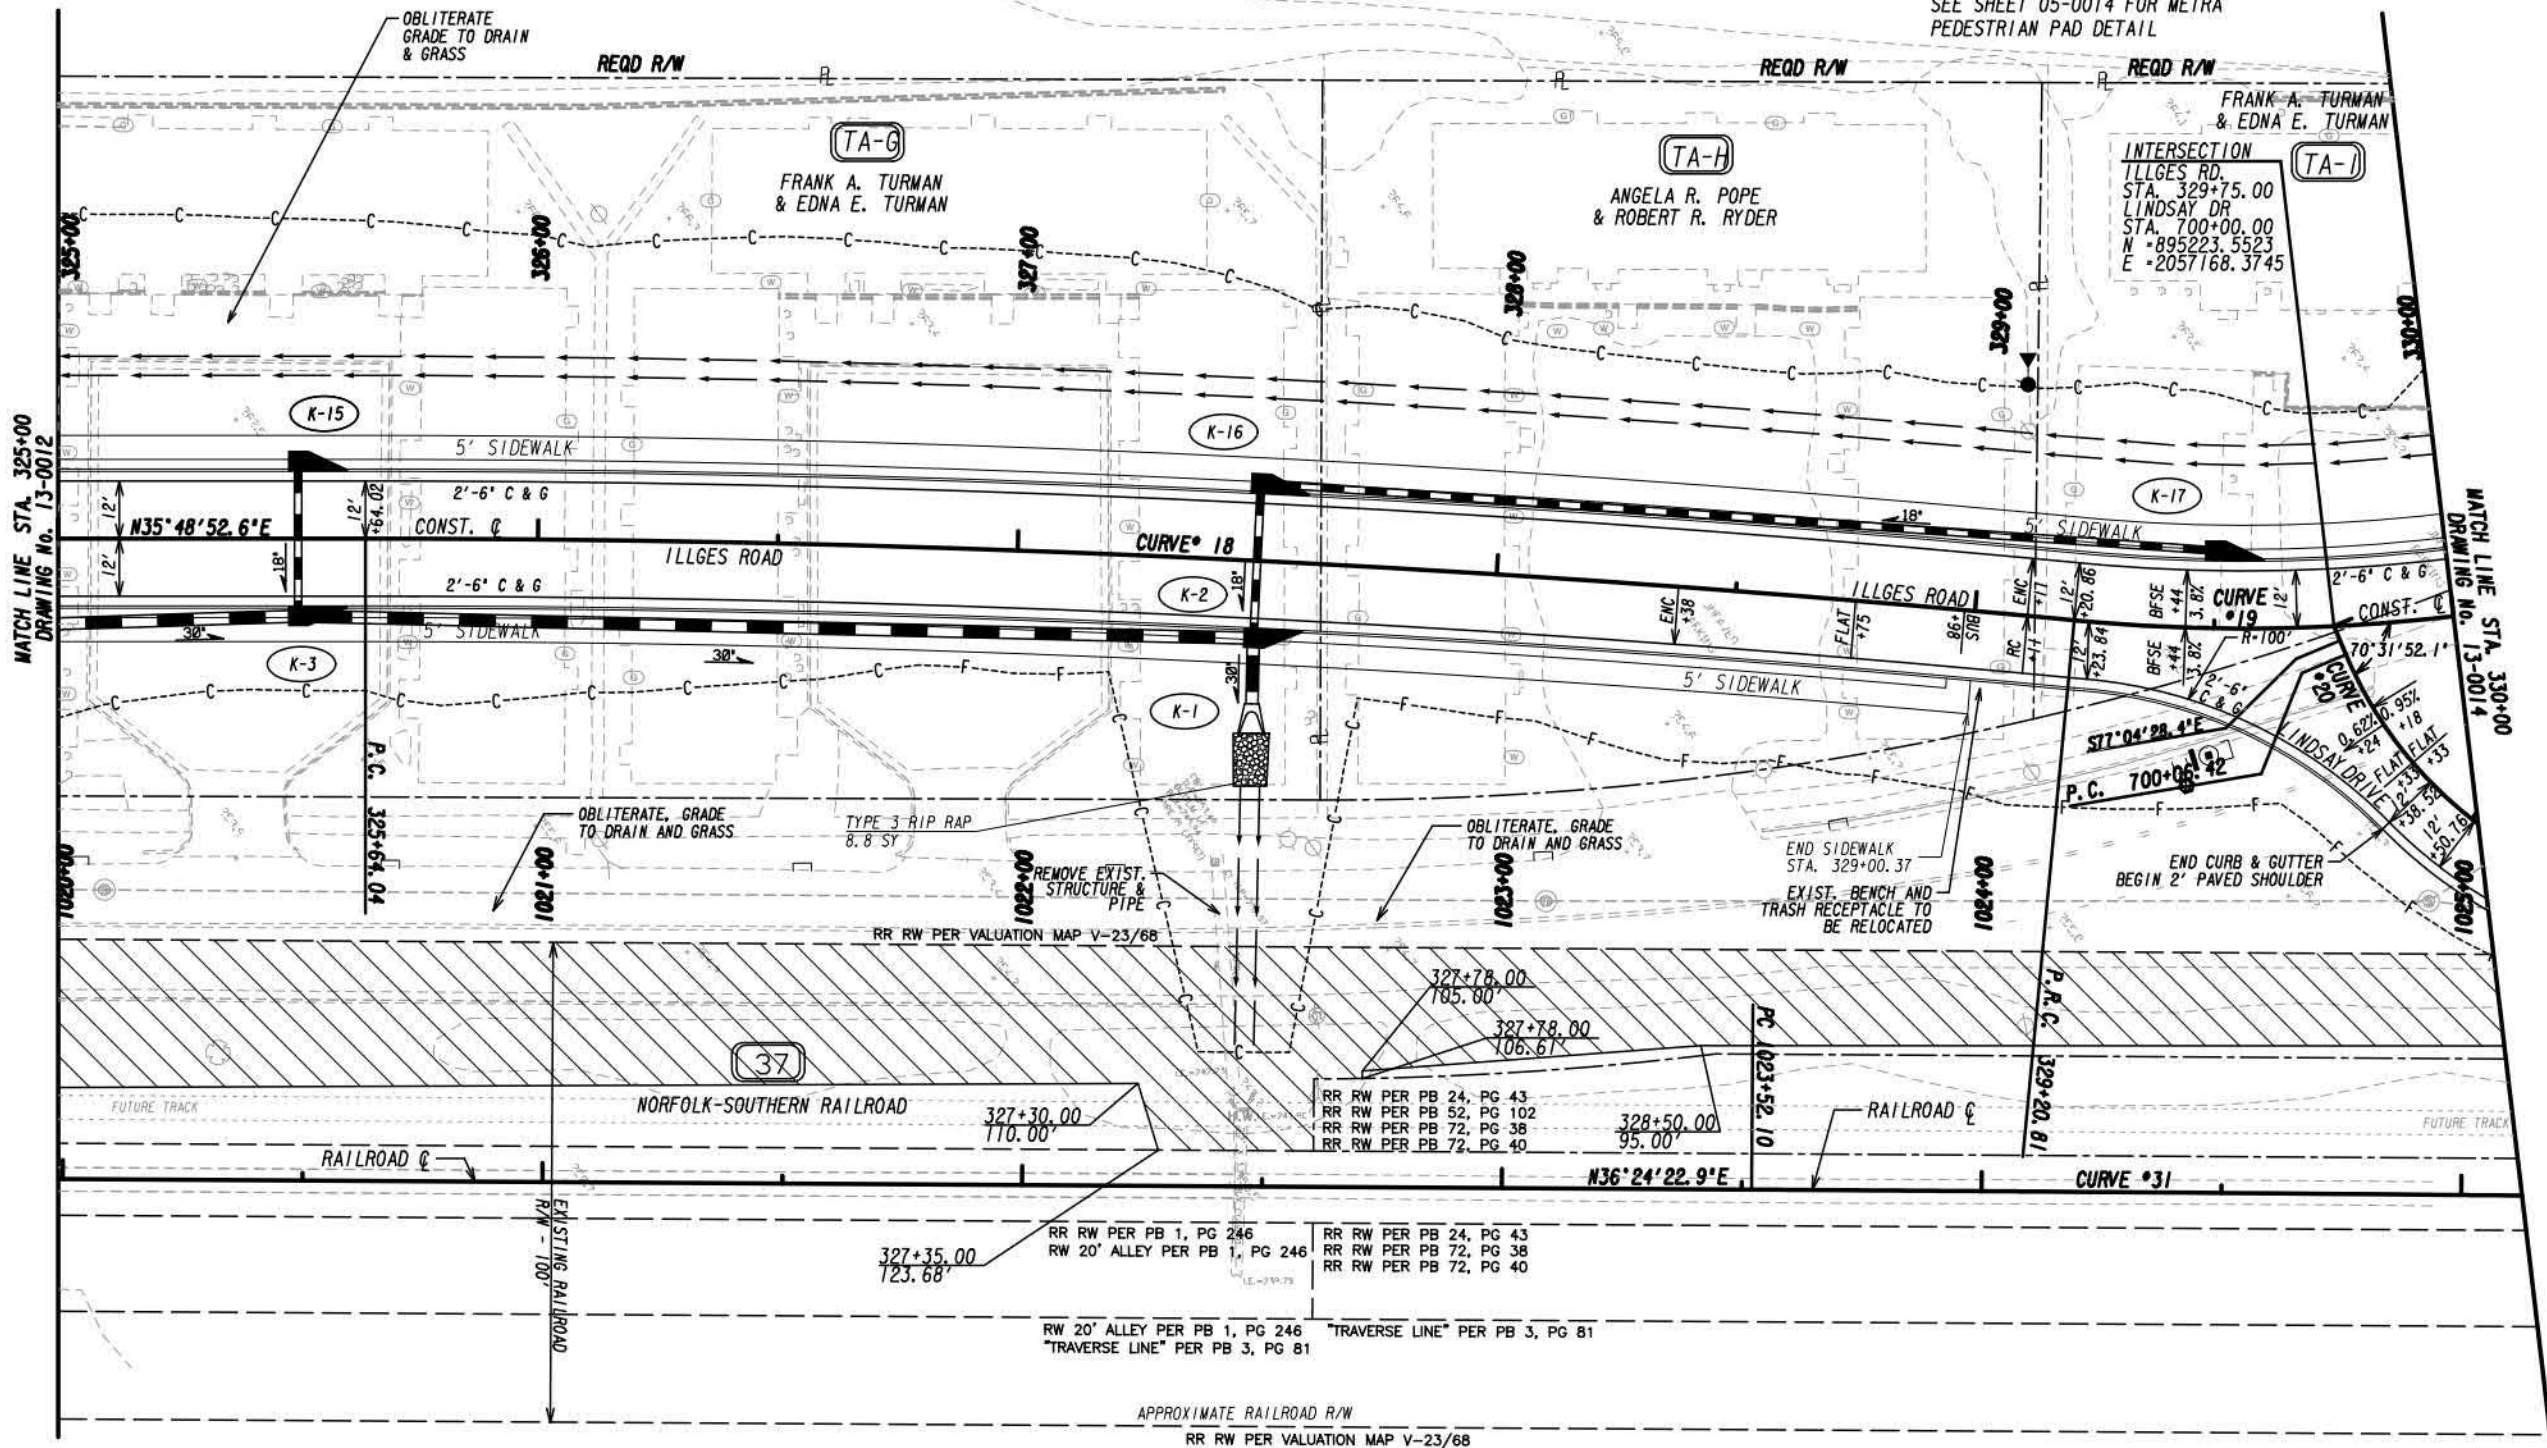 SEE SHEET 05-0014 FOR METRA
PEDESTRIAN PAD DETAIL
OBLITERATE
GRADE TO DRAIN
& GRASS
REQD R/W
REQD R/W
REQD R/W
TA-G
FRANK A. TURMAN
& EDNA E. TURMAN
TA-H
ANGELA R. POPE
& ROBERT R. RYDER
FRANK A. TURMAN
& EDNA E. TURMAN
TA-I
INTERSECTION
ILLGES RD.
STA. 329+75.00
LINDSAY DR
STA. 700+00.00
N =895223.5523
E =2057168.3745
325+00
326+00
327+00
328+00
329+00
330+00
MATCH LINE STA. 325+00
DRAWING No. 13-0012
MATCH LINE STA. 330+00
DRAWING No. 13-0014
K-15
K-16
K-17
5' SIDEWALK
5' SIDEWALK
12'
12'
12'
+64.02
2'-6" C & G
N35°48'52.6"E
CONST. ℄
ILLGES ROAD
CURVE# 18
18"
18"
18"
2'-6" C & G
K-2
ILLGES ROAD
5' SIDEWALK
30"
30"
30"
K-3
K-1
5' SIDEWALK
ENC
+38
FLAT
+75
+98
BUS
ENC
+11
RC
+11
12'
+20.86
12'
+23.84
BFSE
+44
3.8%
BFSE
+44
3.8%
CURVE
#19
12'
2'-6" C & G
CONST. ℄
R=100'
70°31'52.1"
2'-6"
C & G
CURVE
#20
S77°04'28.4"E
LINDSAY DRIVE
0.62%
+24
0.95%
+18
FLAT
+33
FLAT
+33
12'
+38.52
12'
+50.76
P.C. 700+06.42
P.C. 325+64.04
OBLITERATE, GRADE
TO DRAIN AND GRASS
TYPE 3 RIP RAP
8.8 SY
REMOVE EXIST.
STRUCTURE &
PIPE
OBLITERATE, GRADE
TO DRAIN AND GRASS
END SIDEWALK
STA. 329+00.37
EXIST. BENCH AND
TRASH RECEPTACLE TO
BE RELOCATED
END CURB & GUTTER
BEGIN 2' PAVED SHOULDER
1020+00
1021+00
1022+00
1023+00
1024+00
1025+00
RR RW PER VALUATION MAP V-23/68
327+78.00
105.00'
327+78.00
106.61'
37
FUTURE TRACK
NORFOLK-SOUTHERN RAILROAD
327+30.00
110.00'
RR RW PER PB 24, PG 43
RR RW PER PB 52, PG 102
RR RW PER PB 72, PG 38
RR RW PER PB 72, PG 40
328+50.00
95.00'
PC 1023+52.10
P.R.C. 329+20.81
RAILROAD ℄
FUTURE TRACK
RAILROAD ℄
N36°24'22.9"E
CURVE #31
EXISTING RAILROAD
R/W - 100'
327+35.00
123.68'
RR RW PER PB 1, PG 246
RW 20' ALLEY PER PB 1, PG 246
RR RW PER PB 24, PG 43
RR RW PER PB 72, PG 38
RR RW PER PB 72, PG 40
I.E.=239.75
RW 20' ALLEY PER PB 1, PG 246
"TRAVERSE LINE" PER PB 3, PG 81
"TRAVERSE LINE" PER PB 3, PG 81
APPROXIMATE RAILROAD R/W
RR RW PER VALUATION MAP V-23/68